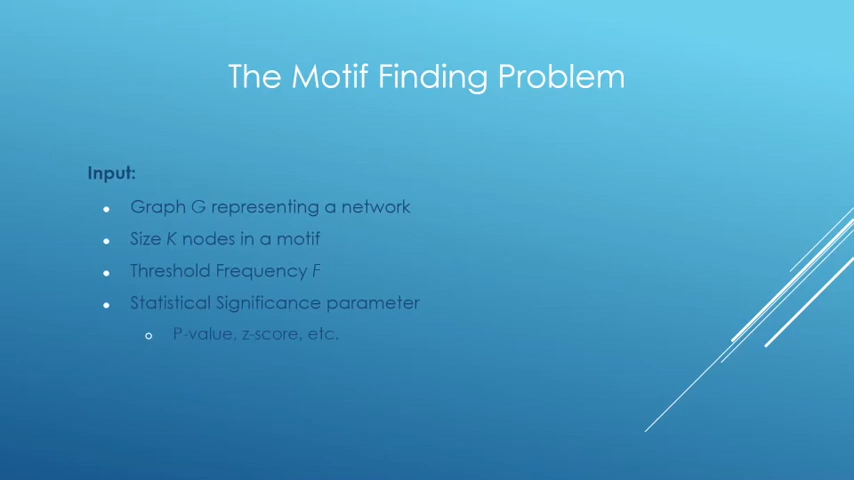 The Motif Finding Problem
Input:
Graph G representing a network
Size K nodes in a motif
Threshold Frequency F
Statistical Significance parameter
P-value, z-score, etc.